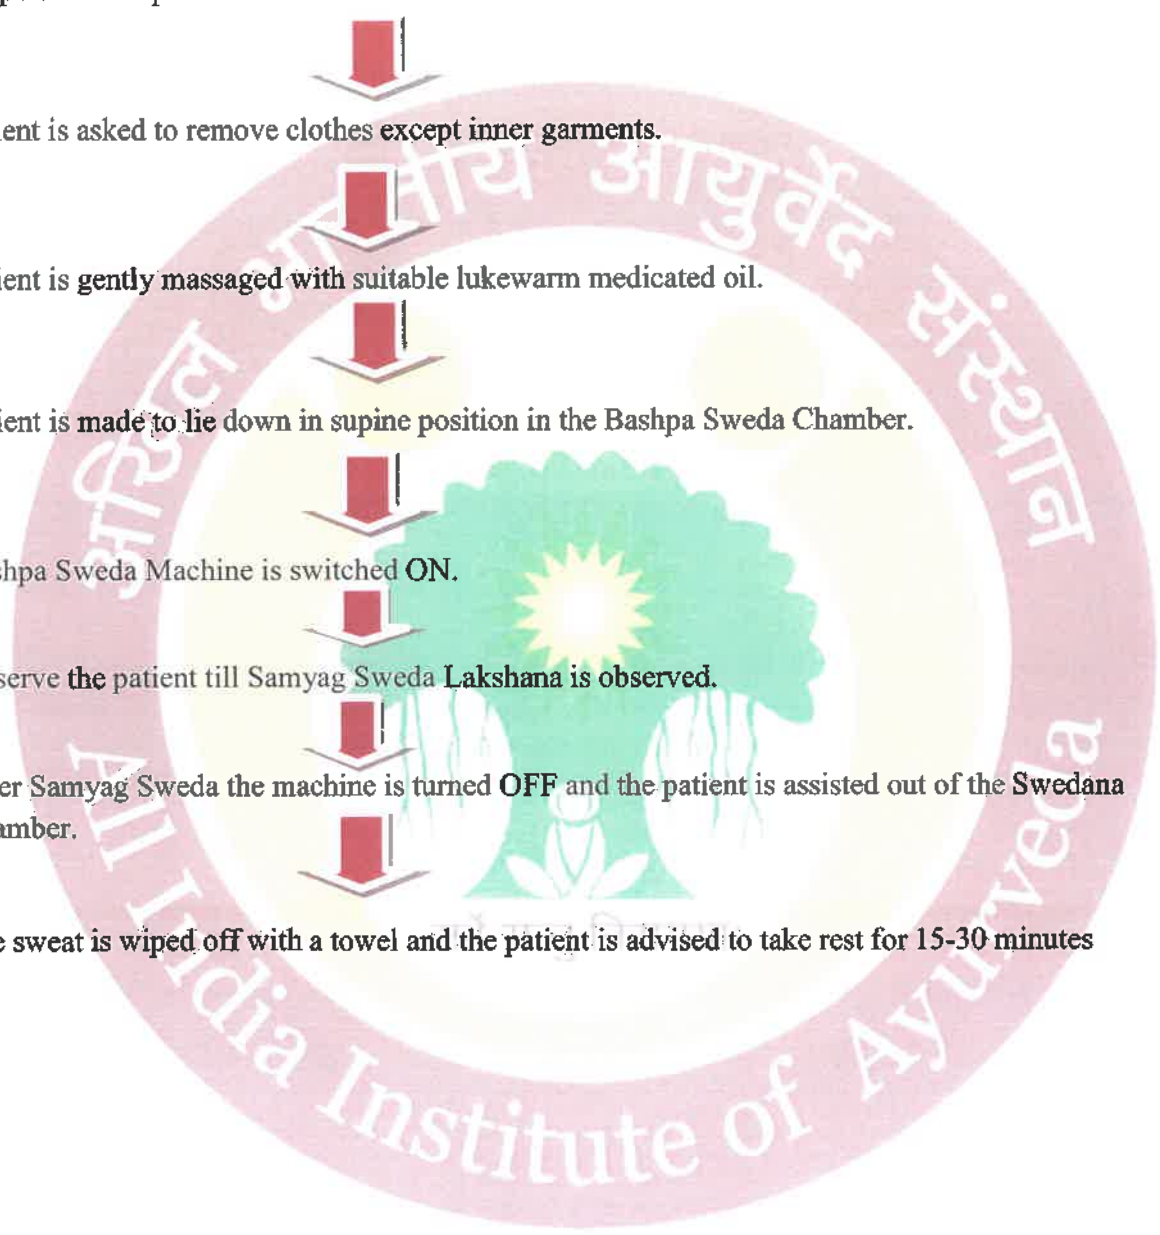 ent is asked to remove clothes except inner garments.
ient is gently massaged with suitable lukewarm medicated oil.
ient is made to lie down in supine position in the Bashpa Sweda Chamber.
shpa Sweda Machine is switched ON.
serve the patient till Samyag Sweda Lakshana is observed.
er Samyag Sweda the machine is turned OFF and the patient is assisted out of the Swedana
amber.
e sweat is wiped off with a towel and the patient is advised to take rest for 15-30 minutes
अखिल भारतीय आयुर्वेद संस्थान
All India Institute of Ayurveda